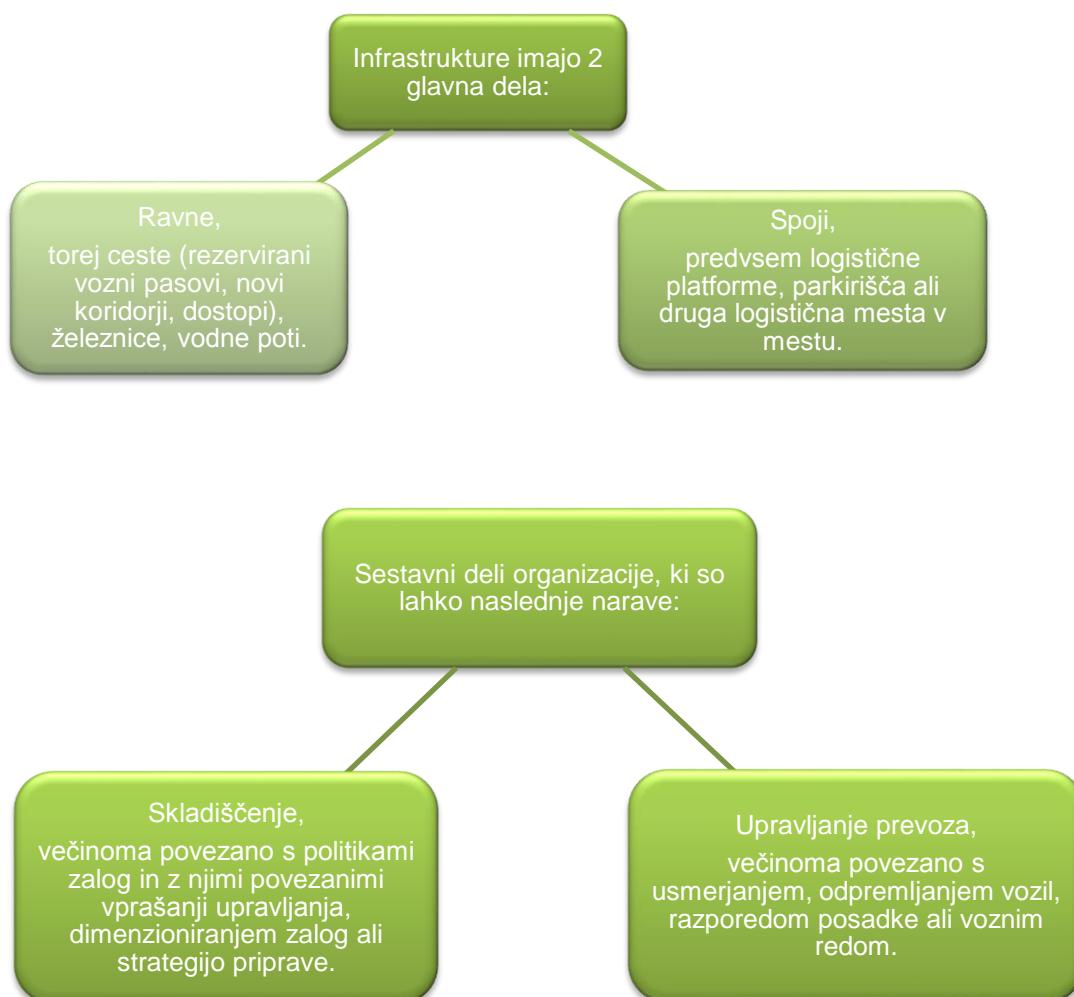 Infrastrukture imajo 2
glavna dela:
Ravne,
torej ceste (rezervirani
vozni pasovi, novi
koridorji, dostopi),
železnice, vodne poti.
Spoji,
predvsem logistične
platforme, parkirišča ali
druga logistična mesta v
mestu.
Sestavni deli organizacije, ki so
lahko naslednje narave:
Skladiščenje,
večinoma povezano s politikami
zalog in z njimi povezanimi
vprašanji upravljanja,
dimenzioniranjem zalog ali
strategijo priprave.
Upravljanje prevoza,
večinoma povezano s
usmerjanjem, odpremljanjem vozil,
razporedom posadke ali voznim
redom.